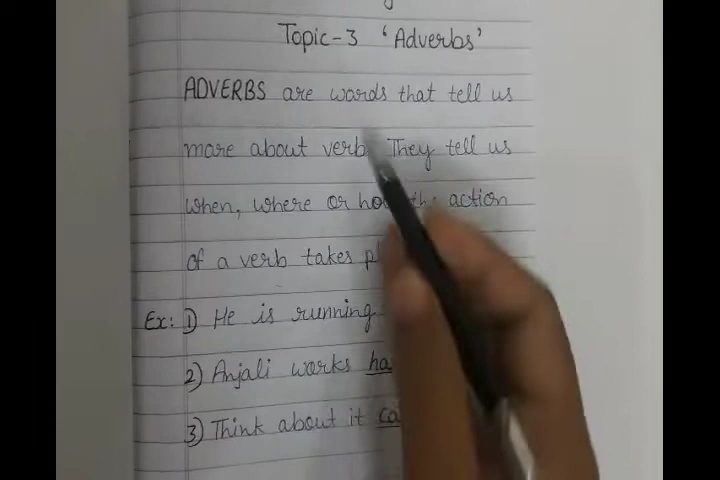 Topic-3 'Adverbs'
ADVERBS are words that tell us
more about verb. They tell us
when, where or the action
of a verb takes
Ex: 1) He is running
2) Anjali works
3) Think about it